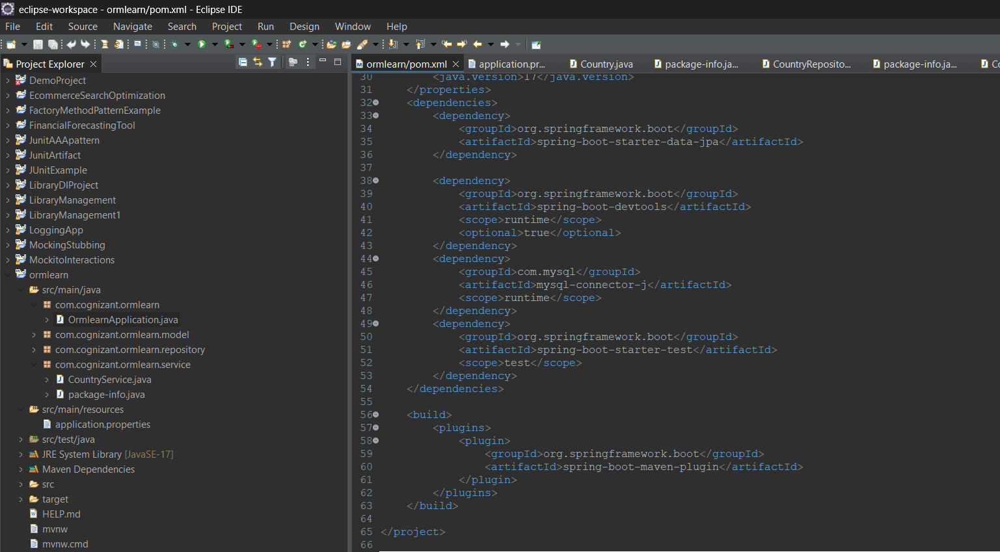 eclipse-workspace - ormlearn/pom.xml - Eclipse IDE
File Edit Source Navigate Search Project Run Design Window Help
Project Explorer
DemoProject
EcommerceSearchOptimization
FactoryMethodPatternExample
FinancialForecastingTool
JunitAAApattern
JunitArtifact
JUnitExample
LibraryDIProject
LibraryManagement
LibraryManagement1
LoggingApp
MockingStubbing
MockitoInteractions
ormlearn
src/main/java
com.cognizant.ormlearn
OrmlearnApplication.java
com.cognizant.ormlearn.model
com.cognizant.ormlearn.repository
com.cognizant.ormlearn.service
CountryService.java
package-info.java
src/main/resources
application.properties
src/test/java
JRE System Library [JavaSE-17]
Maven Dependencies
src
target
HELP.md
mvnw
mvnw.cmd
ormlearn/pom.xml application.pr... Country.java package-info.ja... CountryReposito... package-info.ja... Co
30 <java.version>17</java.version>
31 </properties>
32 <dependencies>
33 <dependency>
34 <groupId>org.springframework.boot</groupId>
35 <artifactId>spring-boot-starter-data-jpa</artifactId>
36 </dependency>
37
38 <dependency>
39 <groupId>org.springframework.boot</groupId>
40 <artifactId>spring-boot-devtools</artifactId>
41 <scope>runtime</scope>
42 <optional>true</optional>
43 </dependency>
44 <dependency>
45 <groupId>com.mysql</groupId>
46 <artifactId>mysql-connector-j</artifactId>
47 <scope>runtime</scope>
48 </dependency>
49 <dependency>
50 <groupId>org.springframework.boot</groupId>
51 <artifactId>spring-boot-starter-test</artifactId>
52 <scope>test</scope>
53 </dependency>
54 </dependencies>
55
56 <build>
57 <plugins>
58 <plugin>
59 <groupId>org.springframework.boot</groupId>
60 <artifactId>spring-boot-maven-plugin</artifactId>
61 </plugin>
62 </plugins>
63 </build>
64
65 </project>
66